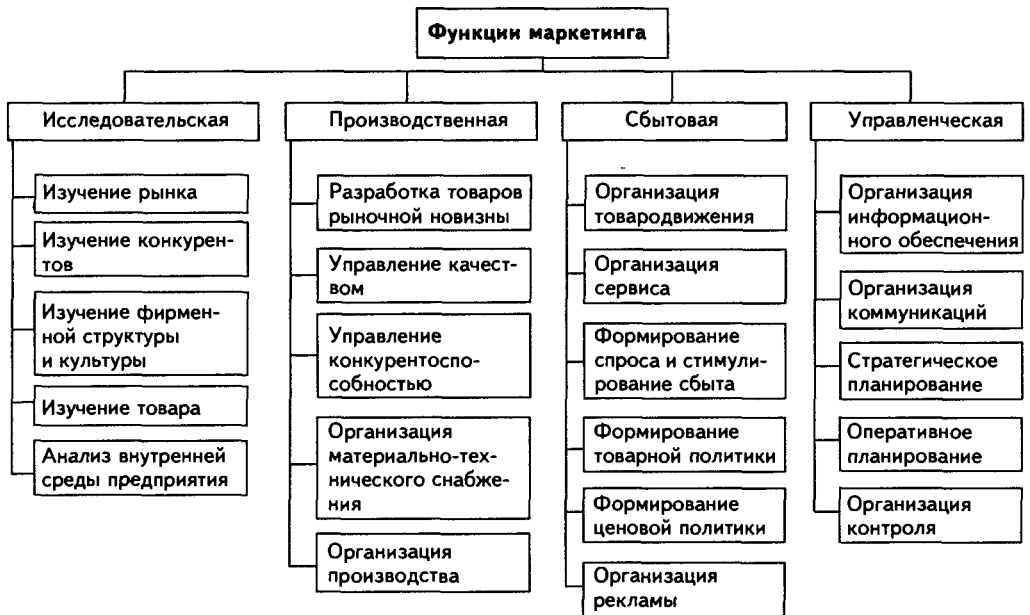 Функции маркетинга
Исследовательская
Изучение рынка
Изучение конкурен-
тов
Изучение фирмен-
ной структуры
и культуры
Изучение товара
Анализ внутренней
среды предприятия
Производственная
Разработка товаров
рыночной новизны
Управление качест-
вом
Управление
конкурентоспо-
собностью
Организация
материально-тех-
нического снабже-
ния
Организация
производства
Сбытовая
Организация
товародвижения
Организация
сервиса
Формирование
спроса и стимули-
рование сбыта
Формирование
товарной политики
Формирование
ценовой политики
Организация
рекламы
Управленческая
Организация
информацион-
ного обеспечения
Организация
коммуникаций
Стратегическое
планирование
Оперативное
планирование
Организация
контроля